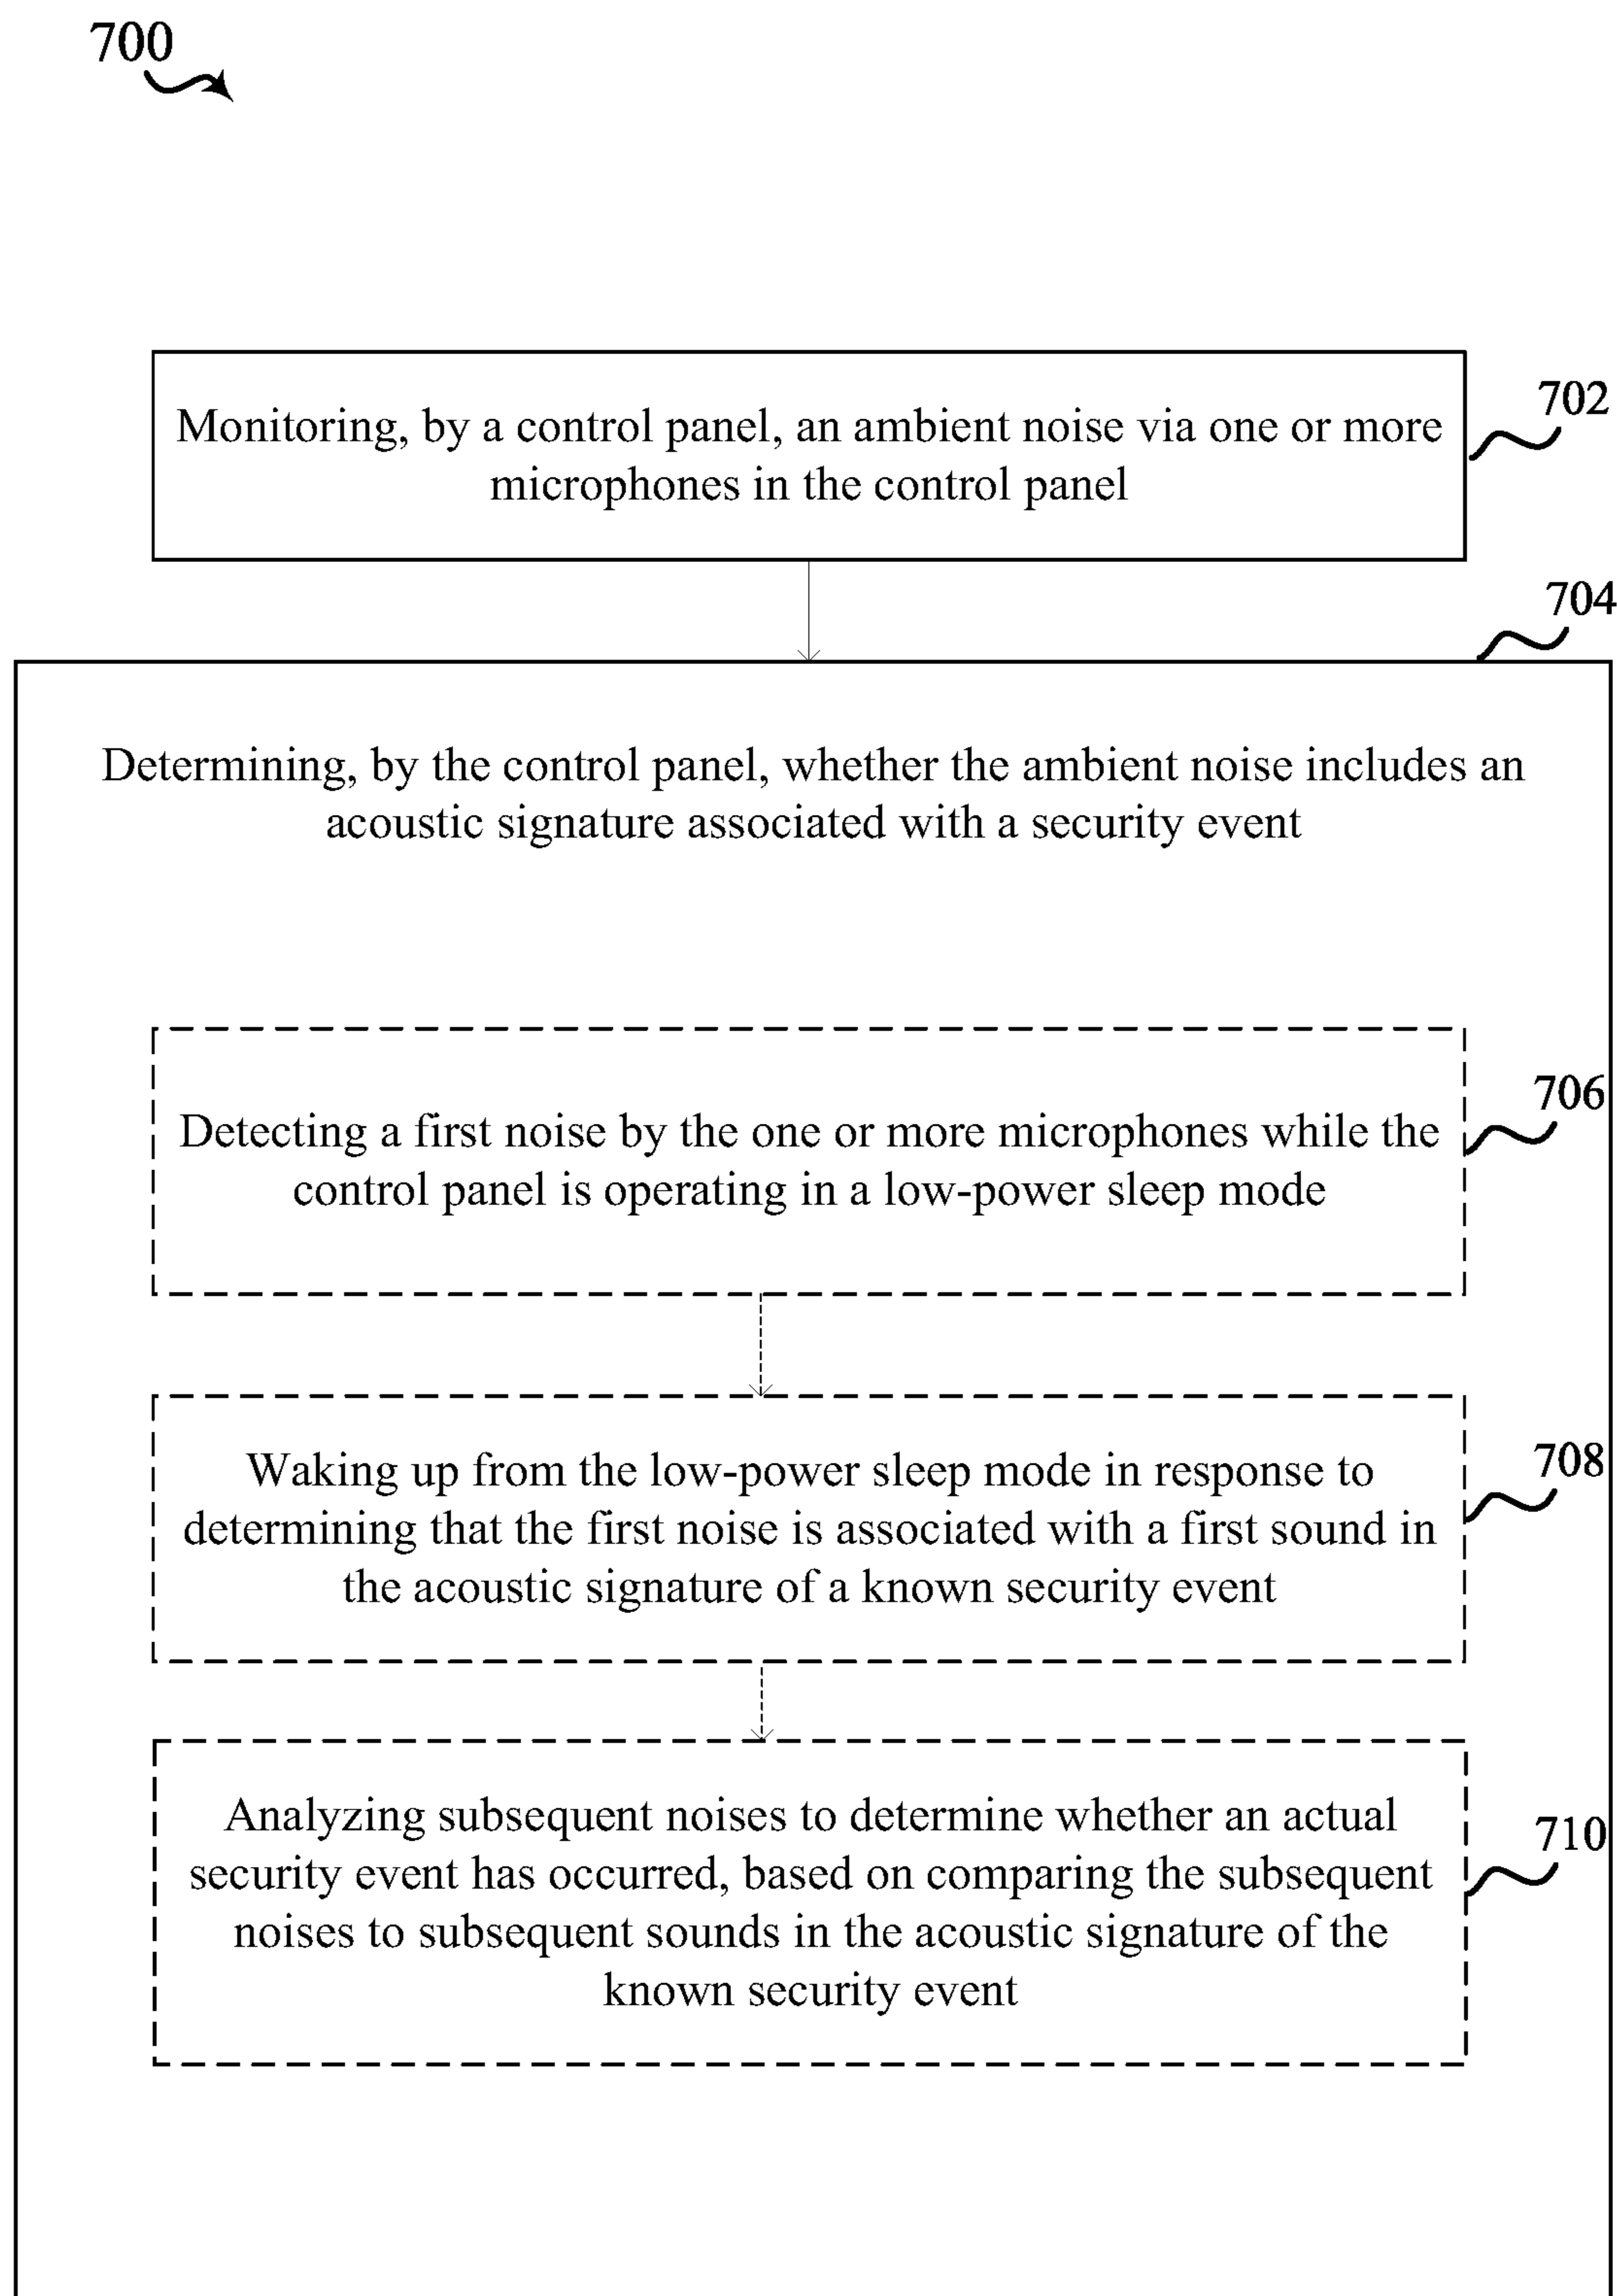 700
Monitoring, by a control panel, an ambient noise via one or more
microphones in the control panel
702
704
Determining, by the control panel, whether the ambient noise includes an
acoustic signature associated with a security event
Detecting a first noise by the one or more microphones while the
control panel is operating in a low-power sleep mode
706
Waking up from the low-power sleep mode in response to
determining that the first noise is associated with a first sound in
the acoustic signature of a known security event
708
Analyzing subsequent noises to determine whether an actual
security event has occurred, based on comparing the subsequent
noises to subsequent sounds in the acoustic signature of the
known security event
710